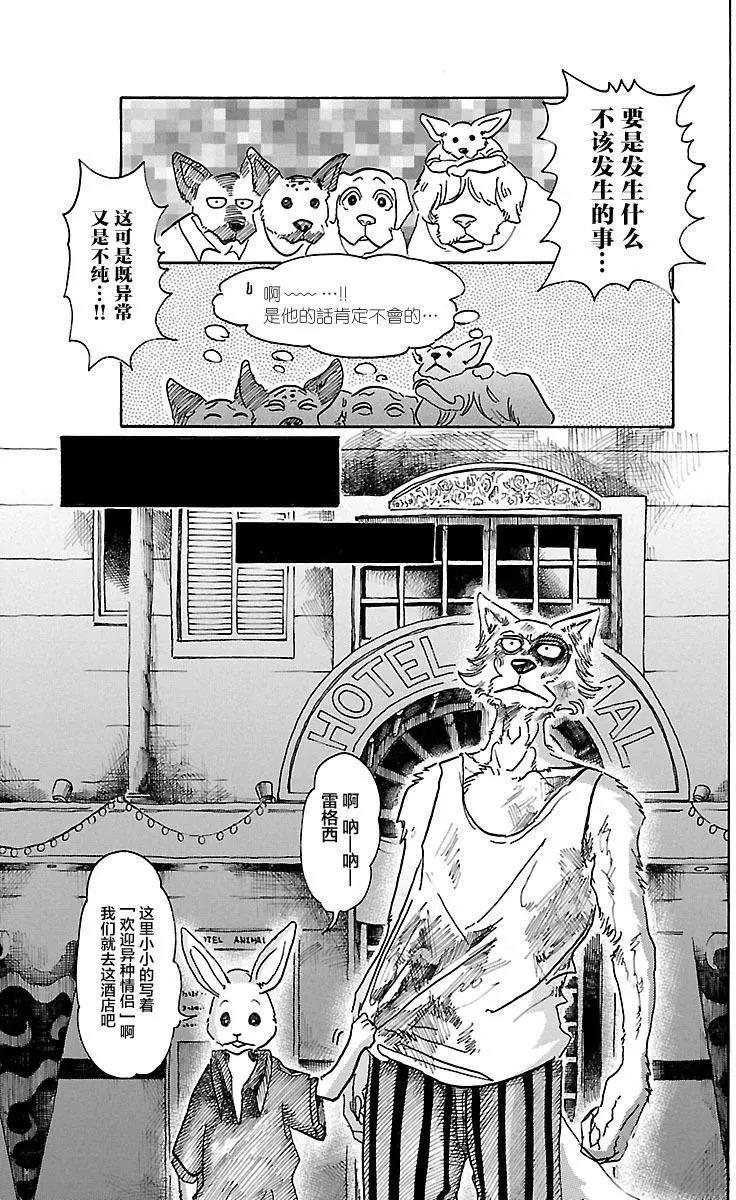 要是发生什么
不该发生的事…
这可是既异常
又是不纯…!!
啊~~~…!!
是他的話肯定不會的…
HOTEL
MAL
啊 呐——呐
雷格西
这里小小的写着
「欢迎异种情侣」啊
我们就去这酒店吧
HOTEL ANIMAL